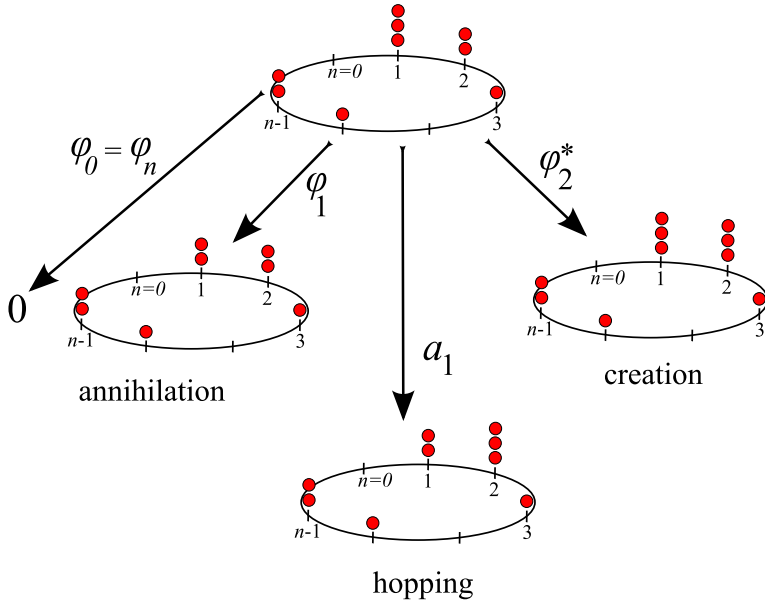 n=0
1
2
n-1
3
φ₀ = φₙ
φ₁
φ₂*
0
n=0
1
2
n-1
3
annihilation
a₁
n=0
1
2
n-1
3
creation
n=0
1
2
n-1
3
hopping